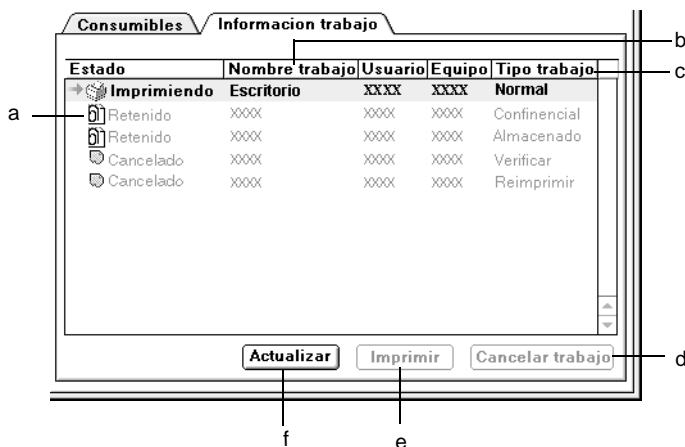 Consumibles Informacion trabajo
b
Estado Nombre trabajo Usuario Equipo Tipo trabajo
c
Imprimiendo Escritorio XXXX XXXX Normal
a
Retenido XXXX XXXX XXXX Confinencial
Retenido XXXX XXXX XXXX Almacenado
Cancelado XXXX XXXX XXXX Verificar
Cancelado XXXX XXXX XXXX Reimprimir
Actualizar Imprimir Cancelar trabajo
d
f e